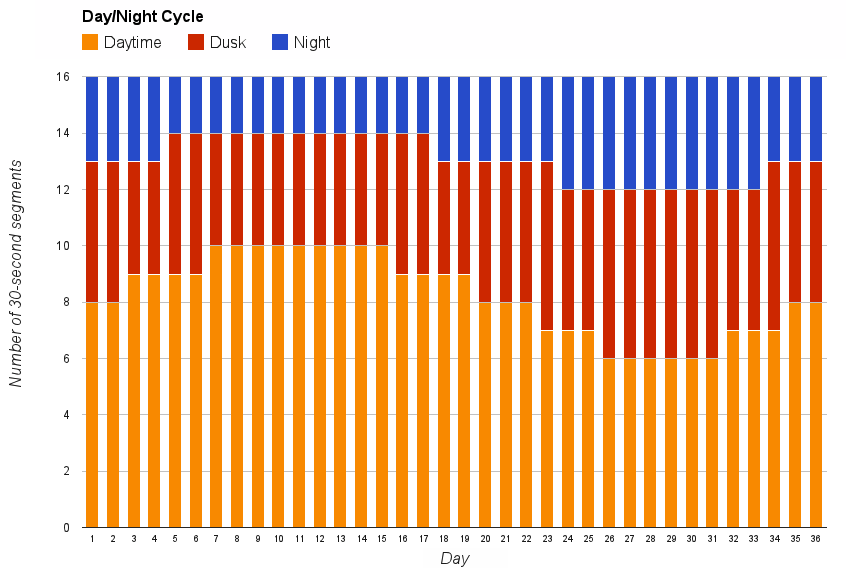 Day/Night Cycle
Daytime Dusk Night
Number of 30-second segments
16
14
12
10
8
6
4
2
0
1 2 3 4 5 6 7 8 9 10 11 12 13 14 15 16 17 18 19 20 21 22 23 24 25 26 27 28 29 30 31 32 33 34 35 36
Day